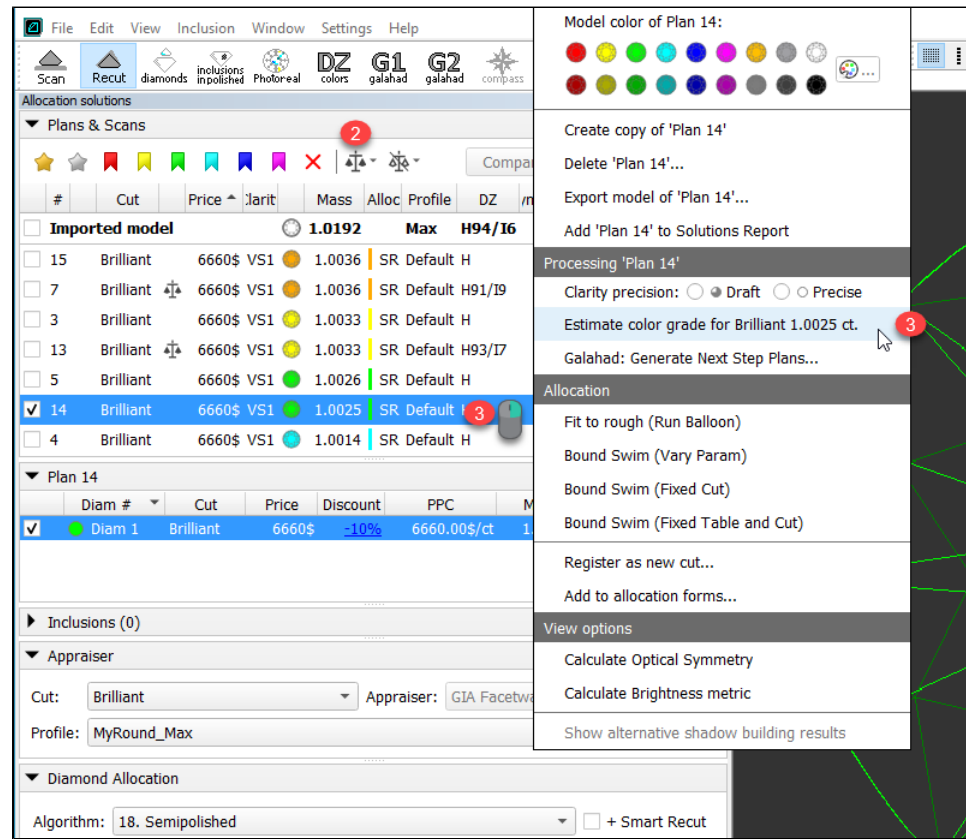 File Edit View Inclusion Window Settings Help
Scan Recut diamonds inclusions inpolished Photoreal DZ colors G1 galahad G2 galahad compass
Allocation solutions
Plans & Scans
2
Compar
# Cut Price :larit Mass Alloc Profile DZ
Imported model 1.0192 Max H94/I6
15 Brilliant 6660$ VS1 1.0036 SR Default H
7 Brilliant 6660$ VS1 1.0036 SR Default H91/I9
3 Brilliant 6660$ VS1 1.0033 SR Default H
13 Brilliant 6660$ VS1 1.0033 SR Default H93/I7
5 Brilliant 6660$ VS1 1.0026 SR Default H
14 Brilliant 6660$ VS1 1.0025 SR Default 3
4 Brilliant 6660$ VS1 1.0014 SR Default H
Plan 14
Diam # Cut Price Discount PPC M
Diam 1 Brilliant 6660$ -10% 6660.00$/ct 1.
Inclusions (0)
Appraiser
Cut: Brilliant Appraiser: GIA Facetwa
Profile: MyRound_Max
Diamond Allocation
Algorithm: 18. Semipolished + Smart Recut
Model color of Plan 14:
...
Create copy of 'Plan 14'
Delete 'Plan 14'...
Export model of 'Plan 14'...
Add 'Plan 14' to Solutions Report
Processing 'Plan 14'
Clarity precision: Draft Precise
Estimate color grade for Brilliant 1.0025 ct. 3
Galahad: Generate Next Step Plans...
Allocation
Fit to rough (Run Balloon)
Bound Swim (Vary Param)
Bound Swim (Fixed Cut)
Bound Swim (Fixed Table and Cut)
Register as new cut...
Add to allocation forms...
View options
Calculate Optical Symmetry
Calculate Brightness metric
Show alternative shadow building results